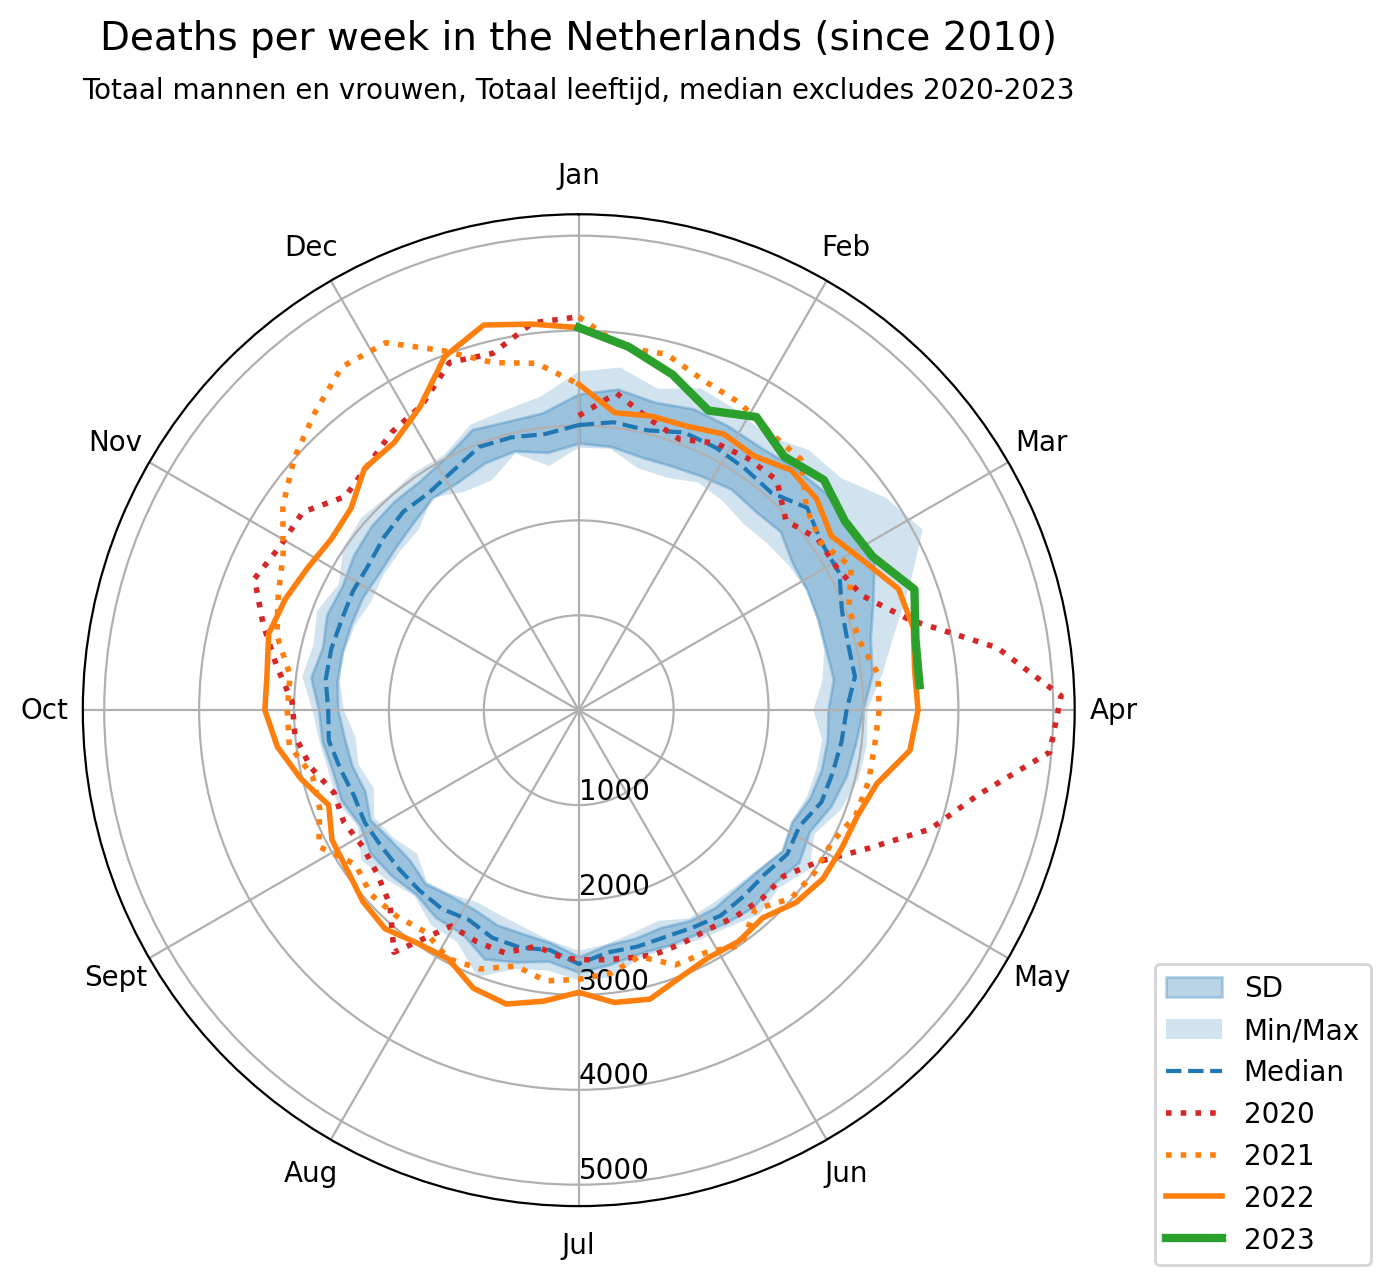 Deaths per week in the Netherlands (since 2010)
Totaal mannen en vrouwen, Totaal leeftijd, median excludes 2020-2023
Jan
Dec
Feb
Nov
Mar
Oct
Apr
1000
2000
3000
Sept
May
4000
5000
Aug
Jun
Jul
SD
Min/Max
Median
2020
2021
2022
2023